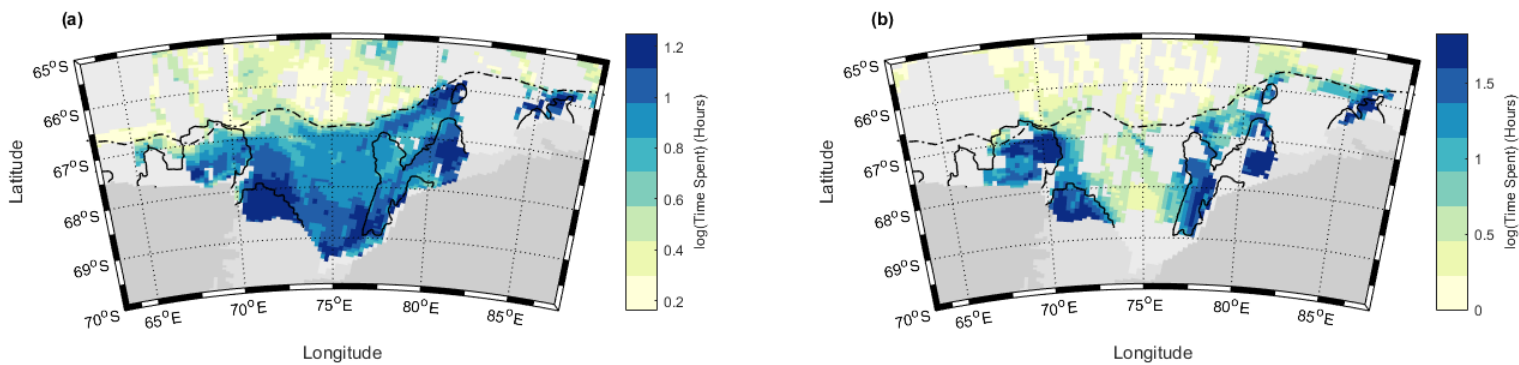 (a)
65°S
66°S
67°S
68°S
69°S
70°S
65°E
70°E
75°E
80°E
85°E
Latitude
Longitude
1.2
1
0.8
0.6
0.4
0.2
log(Time Spent) (Hours)
(b)
65°S
66°S
67°S
68°S
69°S
70°S
65°E
70°E
75°E
80°E
85°E
Latitude
Longitude
1.5
1
0.5
0
log(Time Spent) (Hours)